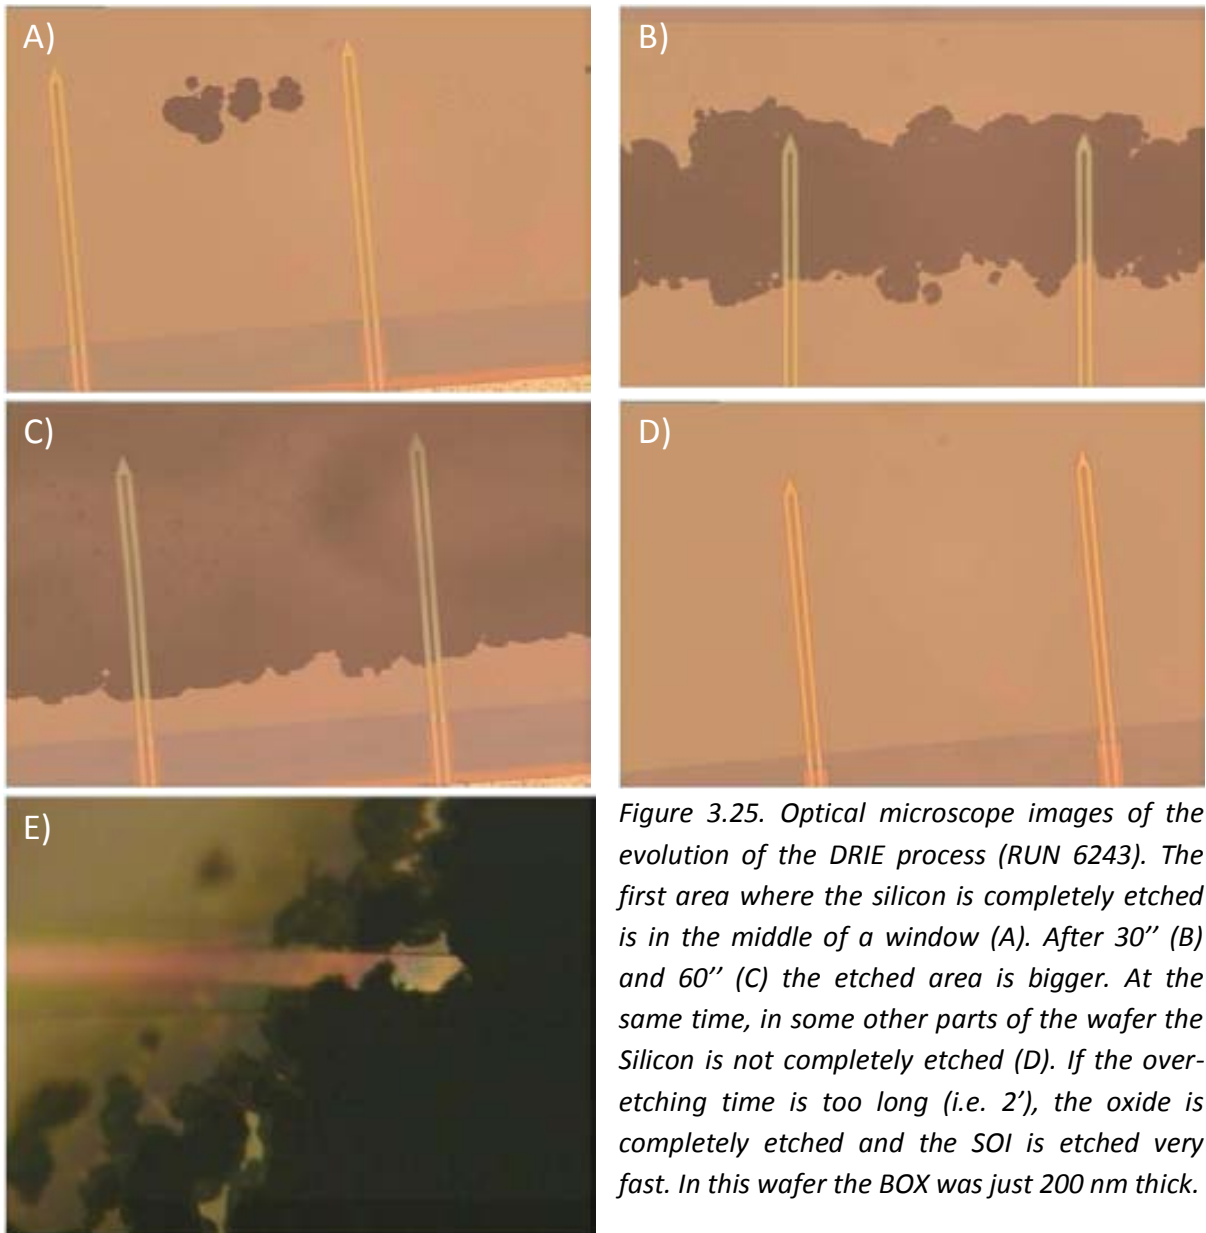 A)
B)
C)
D)
E)
Figure 3.25. Optical microscope images of the
evolution of the DRIE process (RUN 6243). The
first area where the silicon is completely etched
is in the middle of a window (A). After 30’’ (B)
and 60’’ (C) the etched area is bigger. At the
same time, in some other parts of the wafer the
Silicon is not completely etched (D). If the over-
etching time is too long (i.e. 2’), the oxide is
completely etched and the SOI is etched very
fast. In this wafer the BOX was just 200 nm thick.